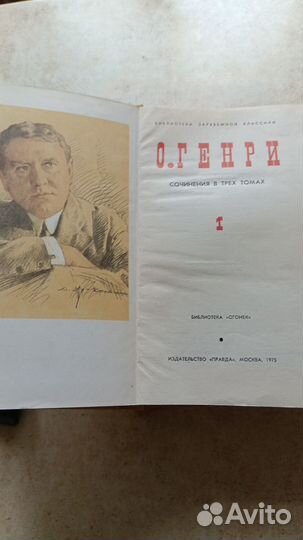 БИБЛИОТЕКА ЗАРУБЕЖНОЙ КЛАССИКИ
О. ГЕНРИ
СОЧИНЕНИЯ В ТРЕХ ТОМАХ
1
БИБЛИОТЕКА «ОГОНЕК»
ИЗДАТЕЛЬСТВО «ПРАВДА», МОСКВА, 1975
Avito